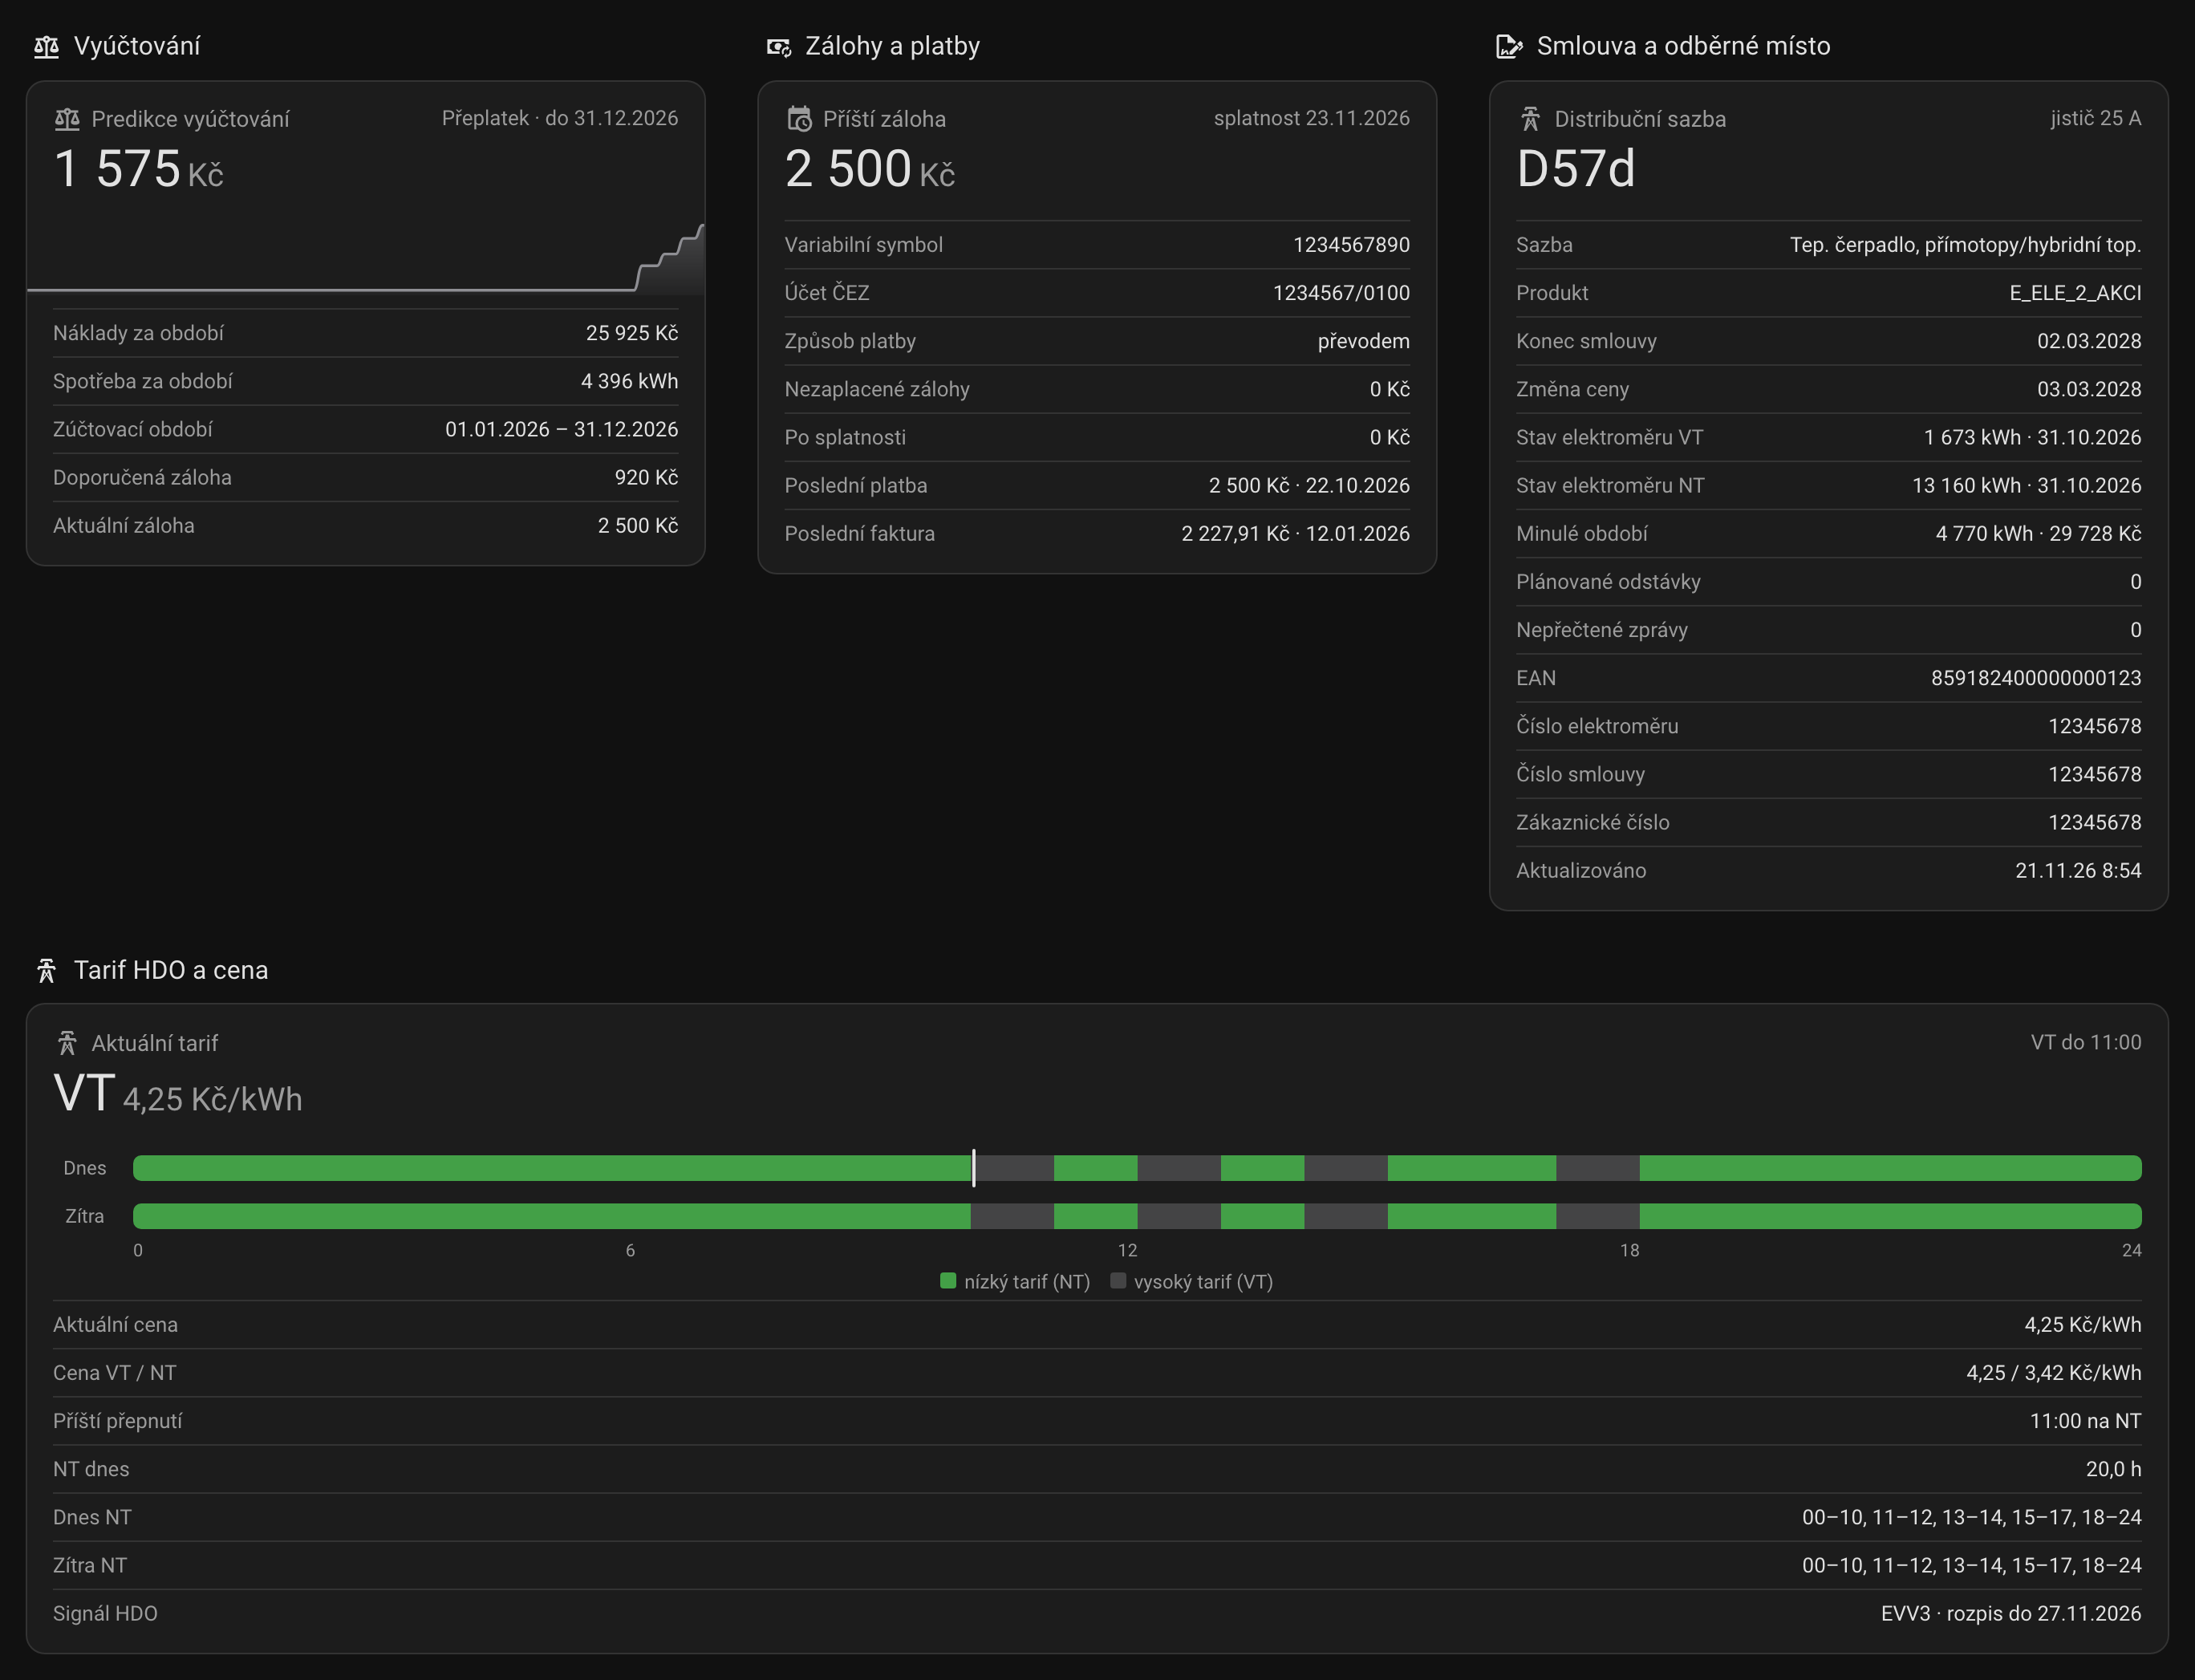 Vyúčtování
Predikce vyúčtování
Přeplatek · do 31.12.2026
1 575 Kč
Náklady za období 25 925 Kč
Spotřeba za období 4 396 kWh
Zúčtovací období 01.01.2026 – 31.12.2026
Doporučená záloha 920 Kč
Aktuální záloha 2 500 Kč
Zálohy a platby
Příští záloha
splatnost 23.11.2026
2 500 Kč
Variabilní symbol 1234567890
Účet ČEZ 1234567/0100
Způsob platby převodem
Nezaplacené zálohy 0 Kč
Po splatnosti 0 Kč
Poslední platba 2 500 Kč · 22.10.2026
Poslední faktura 2 227,91 Kč · 12.01.2026
Smlouva a odběrné místo
Distribuční sazba
jistič 25 A
D57d
Sazba Tep. čerpadlo, přímotopy/hybridní top.
Produkt E_ELE_2_AKCI
Konec smlouvy 02.03.2028
Změna ceny 03.03.2028
Stav elektroměru VT 1 673 kWh · 31.10.2026
Stav elektroměru NT 13 160 kWh · 31.10.2026
Minulé období 4 770 kWh · 29 728 Kč
Plánované odstávky 0
Nepřečtené zprávy 0
EAN 859182400000000123
Číslo elektroměru 12345678
Číslo smlouvy 12345678
Zákaznické číslo 12345678
Aktualizováno 21.11.26 8:54
Tarif HDO a cena
Aktuální tarif
VT do 11:00
VT 4,25 Kč/kWh
Dnes
Zítra
0 6 12 18 24
nízký tarif (NT) vysoký tarif (VT)
Aktuální cena 4,25 Kč/kWh
Cena VT / NT 4,25 / 3,42 Kč/kWh
Příští přepnutí 11:00 na NT
NT dnes 20,0 h
Dnes NT 00–10, 11–12, 13–14, 15–17, 18–24
Zítra NT 00–10, 11–12, 13–14, 15–17, 18–24
Signál HDO EVV3 · rozpis do 27.11.2026